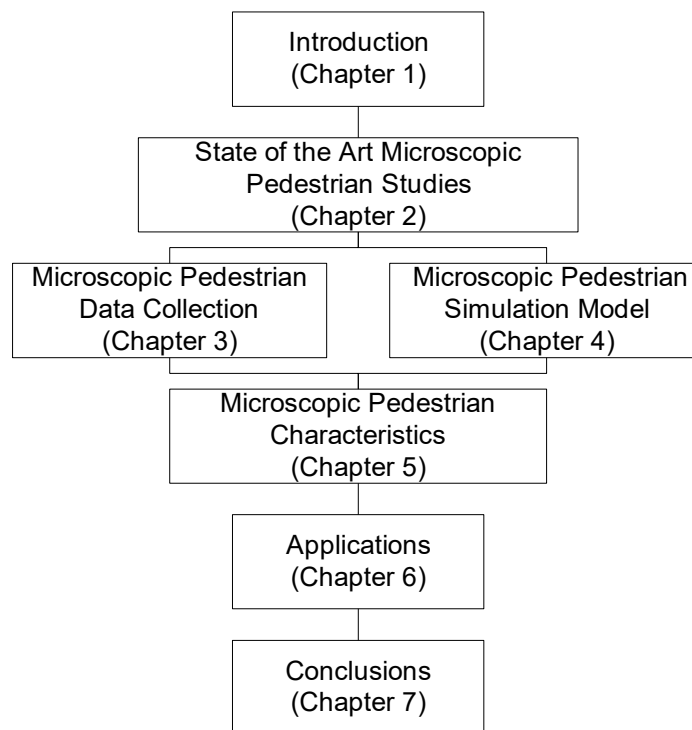 Introduction
(Chapter 1)
State of the Art Microscopic
Pedestrian Studies
(Chapter 2)
Microscopic Pedestrian
Data Collection
(Chapter 3)
Microscopic Pedestrian
Simulation Model
(Chapter 4)
Microscopic Pedestrian
Characteristics
(Chapter 5)
Applications
(Chapter 6)
Conclusions
(Chapter 7)